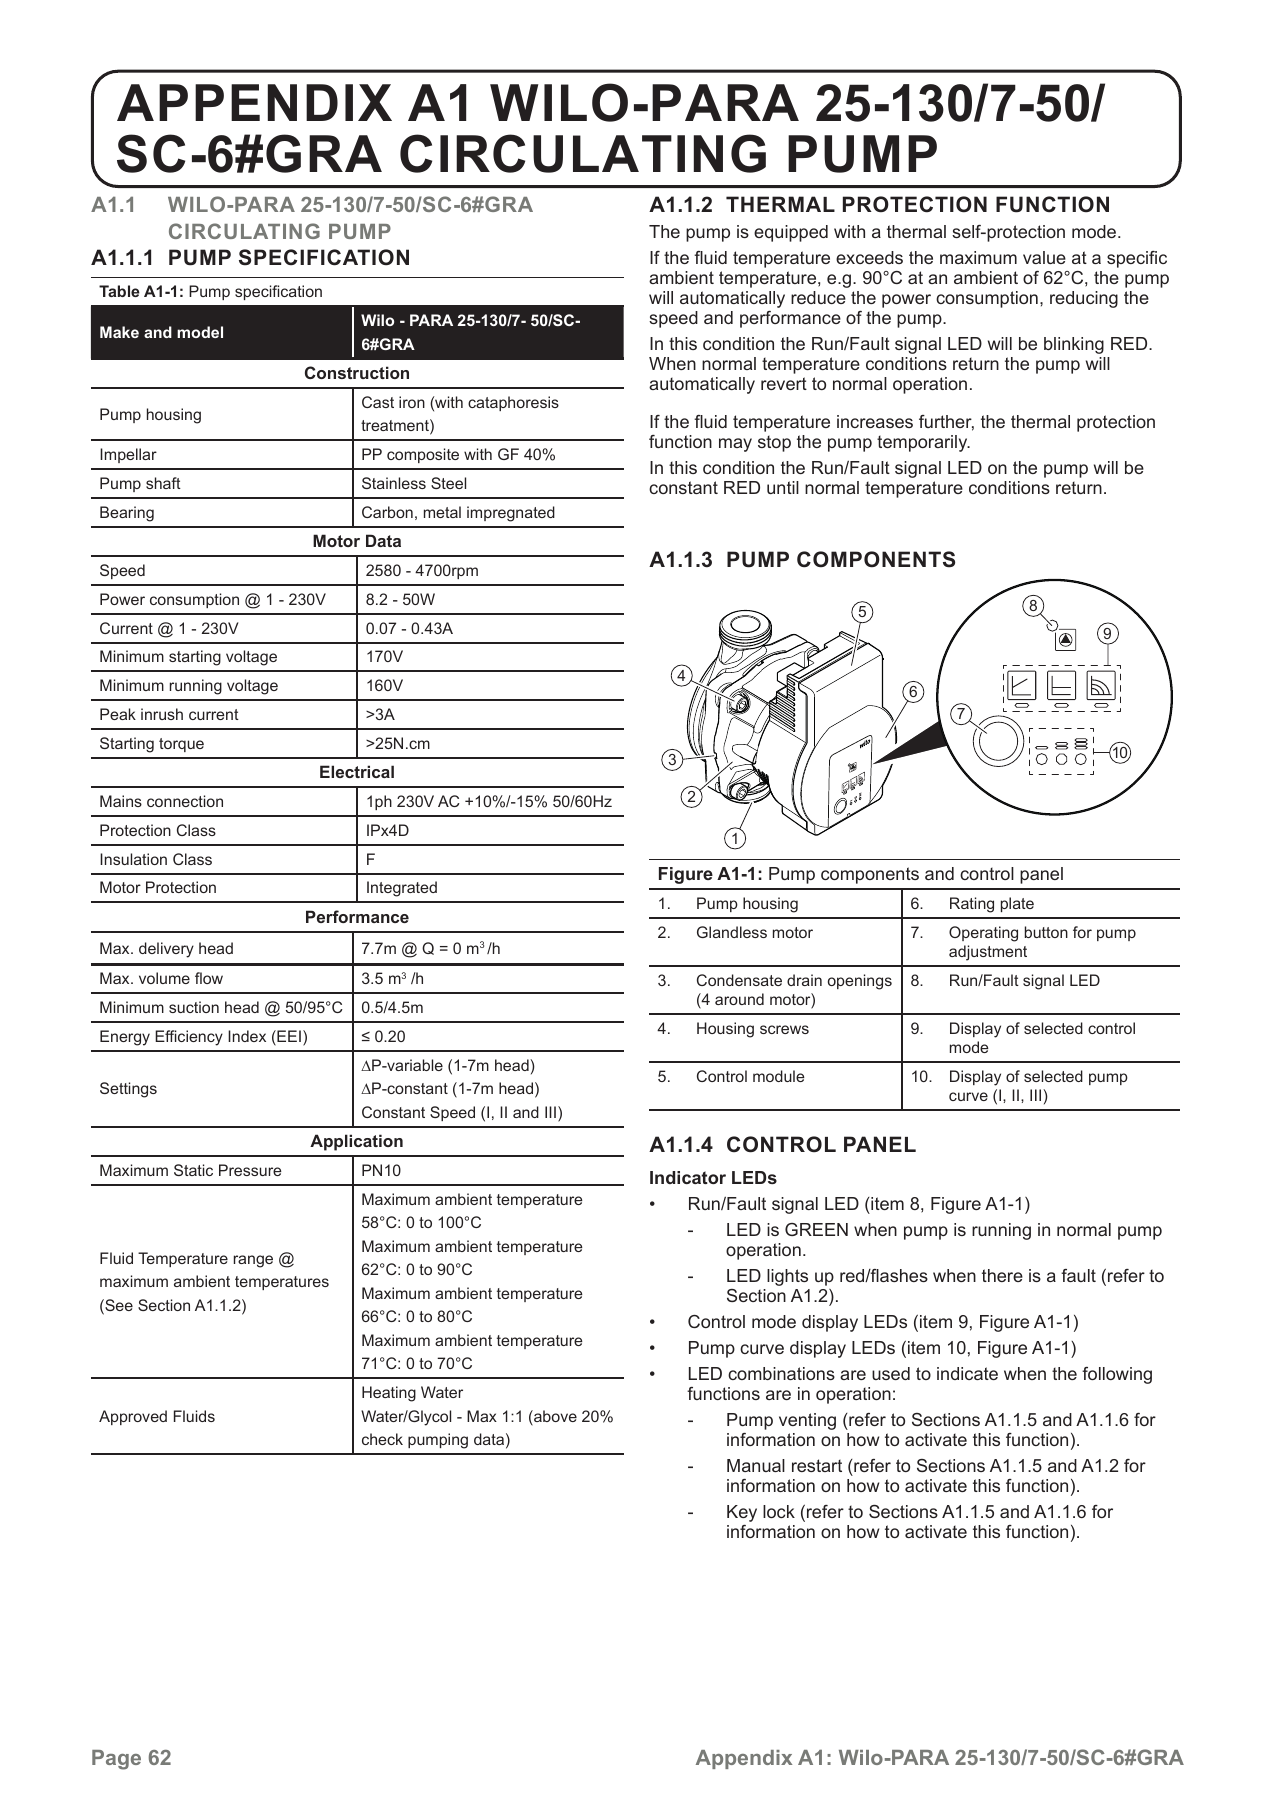 APPENDIX A1 WILO-PARA 25-130/7-50/
SC-6#GRA CIRCULATING PUMP
A1.1 WILO-PARA 25-130/7-50/SC-6#GRA
CIRCULATING PUMP
A1.1.1 PUMP SPECIFICATION
Table A1-1: Pump specification
Make and model
Wilo - PARA 25-130/7- 50/SC-
6#GRA
Construction
Pump housing
Cast iron (with cataphoresis
treatment)
Impellar PP composite with GF 40%
Pump shaft Stainless Steel
Bearing Carbon, metal impregnated
Motor Data
Speed 2580 - 4700rpm
Power consumption @ 1 - 230V 8.2 - 50W
Current @ 1 - 230V 0.07 - 0.43A
Minimum starting voltage 170V
Minimum running voltage 160V
Peak inrush current >3A
Starting torque >25N.cm
Electrical
Mains connection 1ph 230V AC +10%/-15% 50/60Hz
Protection Class IPx4D
Insulation Class F
Motor Protection Integrated
Performance
Max. delivery head 7.7m @ Q = 0 m³ /h
Max. volume flow 3.5 m³ /h
Minimum suction head @ 50/95°C 0.5/4.5m
Energy Efficiency Index (EEI) ≤ 0.20
Settings
∆P-variable (1-7m head)
∆P-constant (1-7m head)
Constant Speed (I, II and III)
Application
Maximum Static Pressure PN10
Fluid Temperature range @
maximum ambient temperatures
(See Section A1.1.2)
Maximum ambient temperature
58°C: 0 to 100°C
Maximum ambient temperature
62°C: 0 to 90°C
Maximum ambient temperature
66°C: 0 to 80°C
Maximum ambient temperature
71°C: 0 to 70°C
Approved Fluids
Heating Water
Water/Glycol - Max 1:1 (above 20%
check pumping data)
A1.1.2 THERMAL PROTECTION FUNCTION
The pump is equipped with a thermal self-protection mode.
If the fluid temperature exceeds the maximum value at a specific
ambient temperature, e.g. 90°C at an ambient of 62°C, the pump
will automatically reduce the power consumption, reducing the
speed and performance of the pump.
In this condition the Run/Fault signal LED will be blinking RED.
When normal temperature conditions return the pump will
automatically revert to normal operation.
If the fluid temperature increases further, the thermal protection
function may stop the pump temporarily.
In this condition the Run/Fault signal LED on the pump will be
constant RED until normal temperature conditions return.
A1.1.3 PUMP COMPONENTS
5
8
9
4
6
7
10
3
2
1
wilo
Figure A1-1: Pump components and control panel
1. Pump housing 6. Rating plate
2. Glandless motor 7. Operating button for pump
adjustment
3. Condensate drain openings
(4 around motor)
8. Run/Fault signal LED
4. Housing screws 9. Display of selected control
mode
5. Control module 10. Display of selected pump
curve (I, II, III)
A1.1.4 CONTROL PANEL
Indicator LEDs
• Run/Fault signal LED (item 8, Figure A1-1)
- LED is GREEN when pump is running in normal pump
operation.
- LED lights up red/flashes when there is a fault (refer to
Section A1.2).
• Control mode display LEDs (item 9, Figure A1-1)
• Pump curve display LEDs (item 10, Figure A1-1)
• LED combinations are used to indicate when the following
functions are in operation:
- Pump venting (refer to Sections A1.1.5 and A1.1.6 for
information on how to activate this function).
- Manual restart (refer to Sections A1.1.5 and A1.2 for
information on how to activate this function).
- Key lock (refer to Sections A1.1.5 and A1.1.6 for
information on how to activate this function).
Page 62
Appendix A1: Wilo-PARA 25-130/7-50/SC-6#GRA